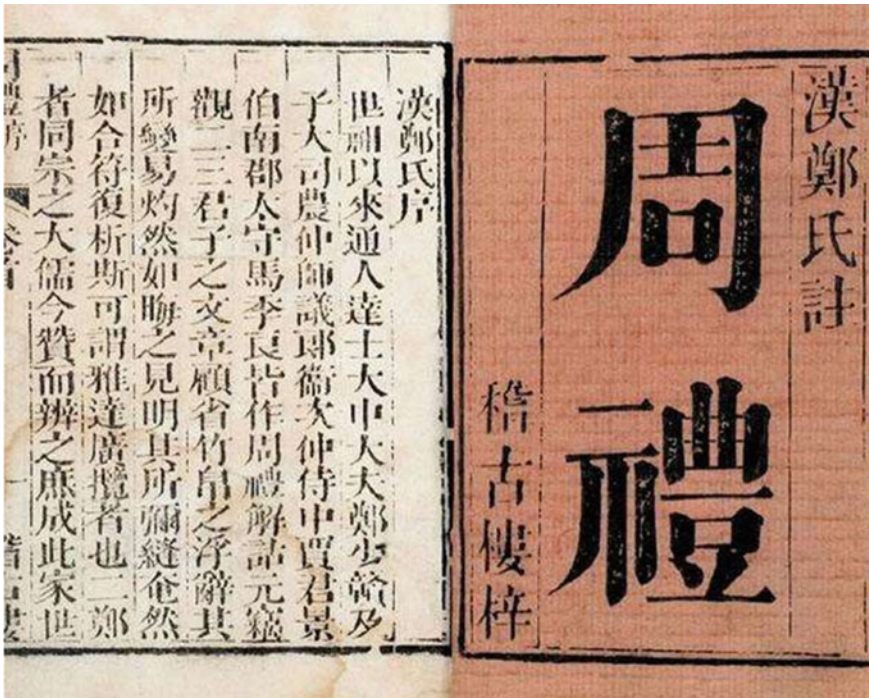 漢鄭氏註
周禮
稽古樓梓
漢鄭氏序
世祖以來通人達士大中大夫鄭少贛及
子大司農仲師議郎衛次仲侍中賈君景
伯南郡太守馬季長皆作周禮解詁元竊
觀二三君子之文章顧省竹帛之浮辭其
所變易灼然如晦之見明其所彌縫奄然
如合符復析斯可謂雅達廣攬者也二鄭
者同宗之大儒今贊而辨之庶成此家世
周禮序 卷首 一 稽古樓